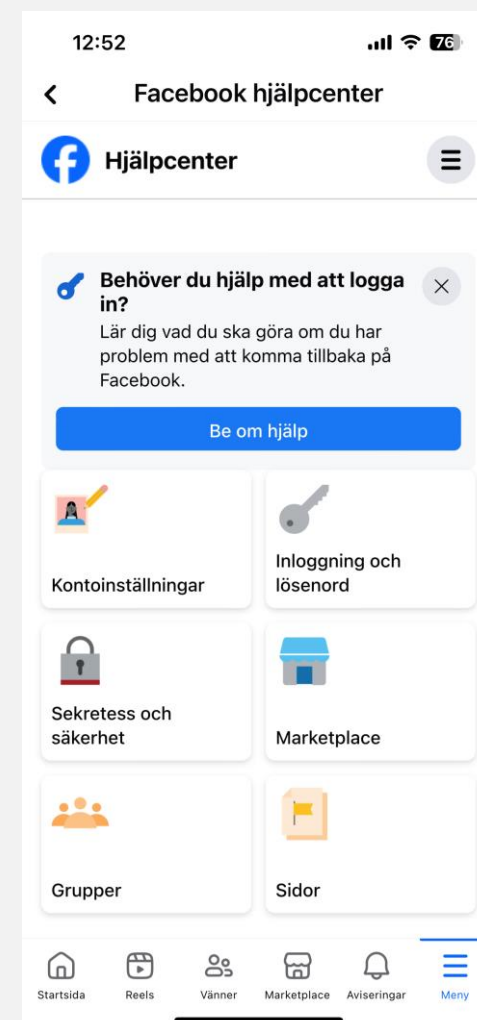 12:52
76
Facebook hjälpcenter
Hjälpcenter
Behöver du hjälp med att logga
in?
Lär dig vad du ska göra om du har
problem med att komma tillbaka på
Facebook.
Be om hjälp
Kontoinställningar
Inloggning och
lösenord
Sekretess och
säkerhet
Marketplace
Grupper
Sidor
Startsida
Reels
Vänner
Marketplace
Aviseringar
Meny